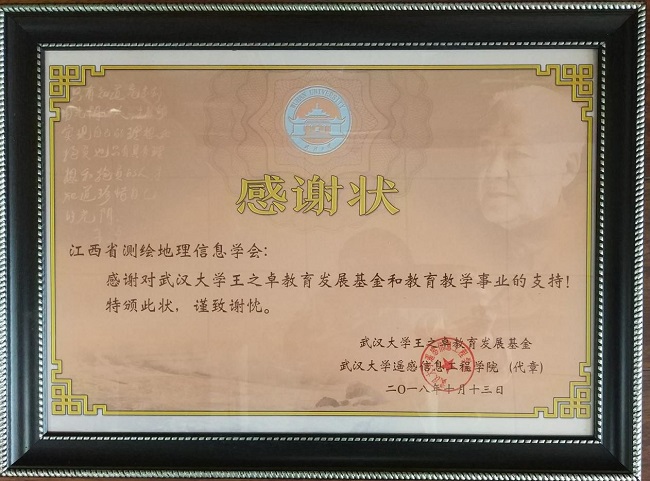 WUHAN UNIVERSITY
感谢状
江西省测绘地理信息学会：
感谢对武汉大学王之卓教育发展基金和教育教学事业的支持！
特颁此状，谨致谢忱。
武汉大学王之卓教育发展基金
武汉大学遥感信息工程学院（代章）
二〇一八年十月十三日